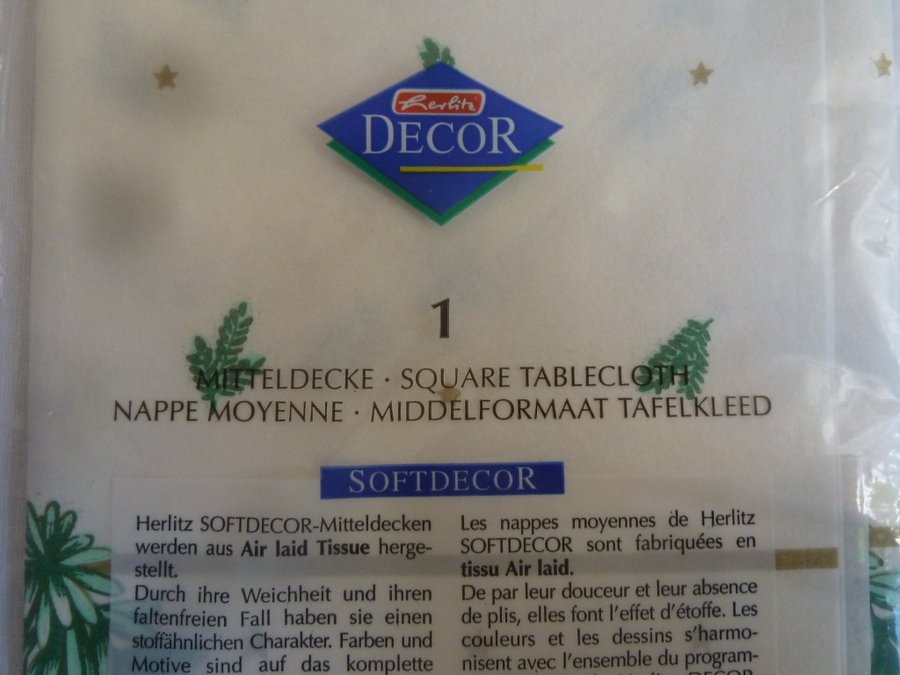 Herlitz
DECOR
1
MITTELDECKE · SQUARE TABLECLOTH
NAPPE MOYENNE · MIDDELFORMAAT TAFELKLEED
SOFTDECOR
Herlitz SOFTDECOR-Mitteldecken
werden aus Air laid Tissue herge-
stellt.
Durch ihre Weichheit und ihren
faltenfreien Fall haben sie einen
stoffähnlichen Charakter. Farben und
Motive sind auf das komplette
Les nappes moyennes de Herlitz
SOFTDECOR sont fabriquées en
tissu Air laid.
De par leur douceur et leur absence
de plis, elles font l'effet d'étoffe. Les
couleurs et les dessins s'harmo-
nisent avec l'ensemble du program-